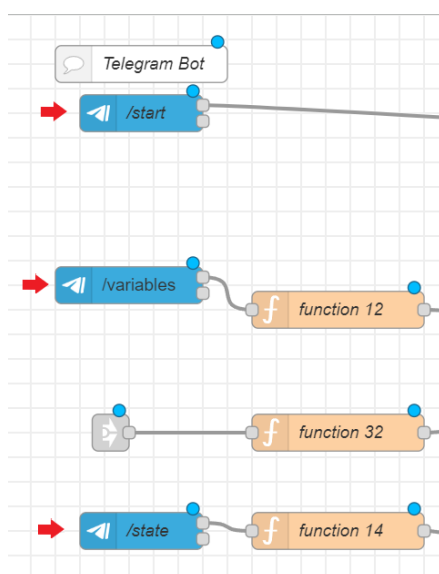 Telegram Bot
/start
/variables
function 12
function 32
/state
function 14